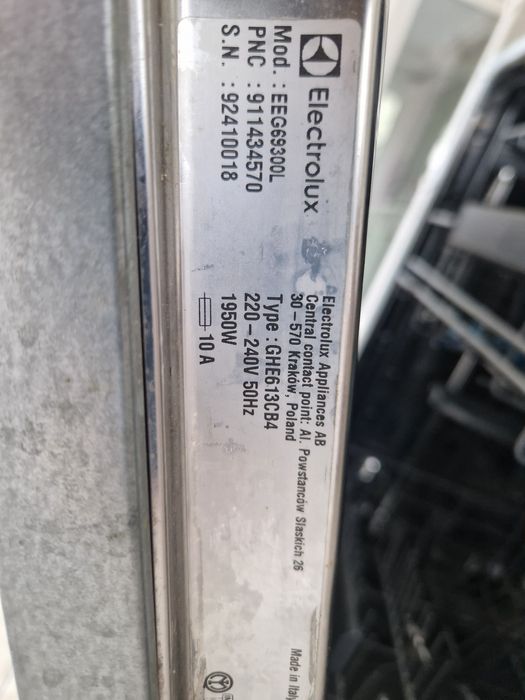 Electrolux
Mod. : EEG69300L
PNC : 911434570
S.N. : 92410018
Electrolux Appliances AB
Central contact point: Al. Powstanców Slaskich 26
30-570 Kraków, Poland
Type : GHE613CB4
220-240V 50Hz
1950W
10 A
Made in Italy